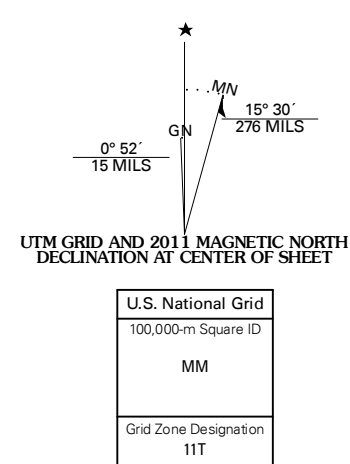 ★
MN
GN
15° 30´
276 MILS
0° 52´
15 MILS
UTM GRID AND 2011 MAGNETIC NORTH
DECLINATION AT CENTER OF SHEET
U.S. National Grid
100,000-m Square ID
MM
Grid Zone Designation
11T